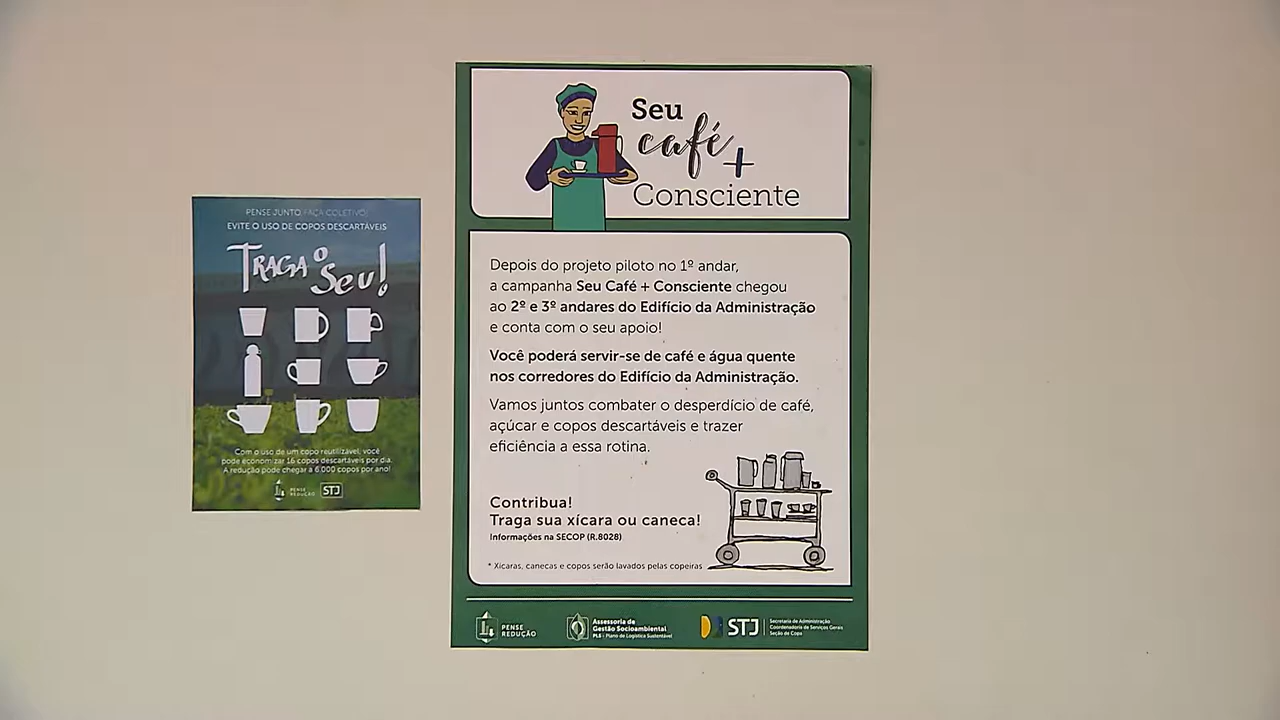 PENSE JUNTO FAÇA COLETIVO!
EVITE O USO DE COPOS DESCARTÁVEIS
TRAGA O
SEU!
Com o uso de um copo reutilizável, você
pode economizar 16 copos descartáveis por dia.
A redução pode chegar a 6.000 copos por ano!
PENSE
REDUÇÃO
STJ
Seu
café +
Consciente
Depois do projeto piloto no 1º andar,
a campanha Seu Café + Consciente chegou
ao 2º e 3º andares do Edifício da Administração
e conta com o seu apoio!
Você poderá servir-se de café e água quente
nos corredores do Edifício da Administração.
Vamos juntos combater o desperdício de café,
açúcar e copos descartáveis e trazer
eficiência a essa rotina.
Contribua!
Traga sua xícara ou caneca!
Informações na SECOP (R.8028)
* Xícaras, canecas e copos serão lavados pelas copeiras
PENSE
REDUÇÃO
Assessoria de
Gestão Socioambiental
PLS - Plano de Logística Sustentável
STJ
Secretaria de Administração
Coordenadoria de Serviços Gerais
Seção de Copa